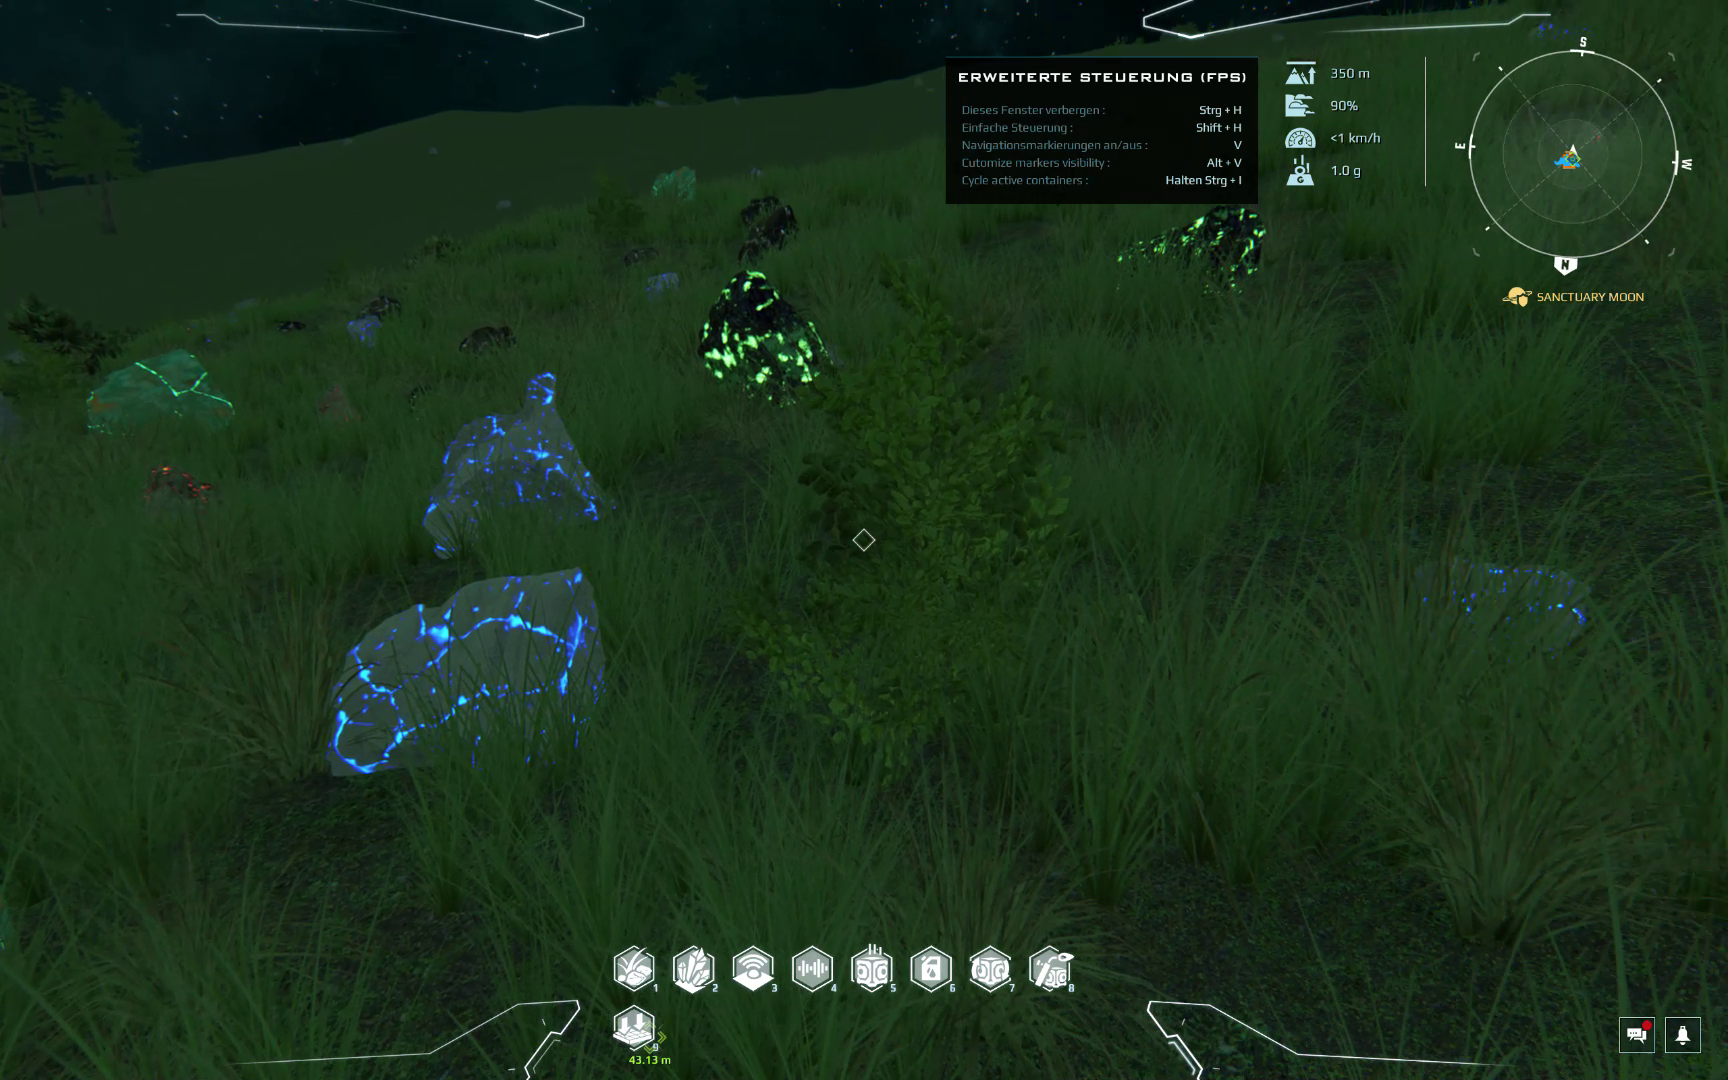 S
ERWEITERTE STEUERUNG (FPS)
Dieses Fenster verbergen : Strg + H
Einfache Steuerung : Shift + H
Navigationsmarkierungen an/aus : V
Cutomize markers visibility : Alt + V
Cycle active containers : Halten Strg + I
350 m
90%
<1 km/h
1.0 g
G
E
W
N
SANCTUARY MOON
1 2 3 4 5 6 7 8
9
43.13 m